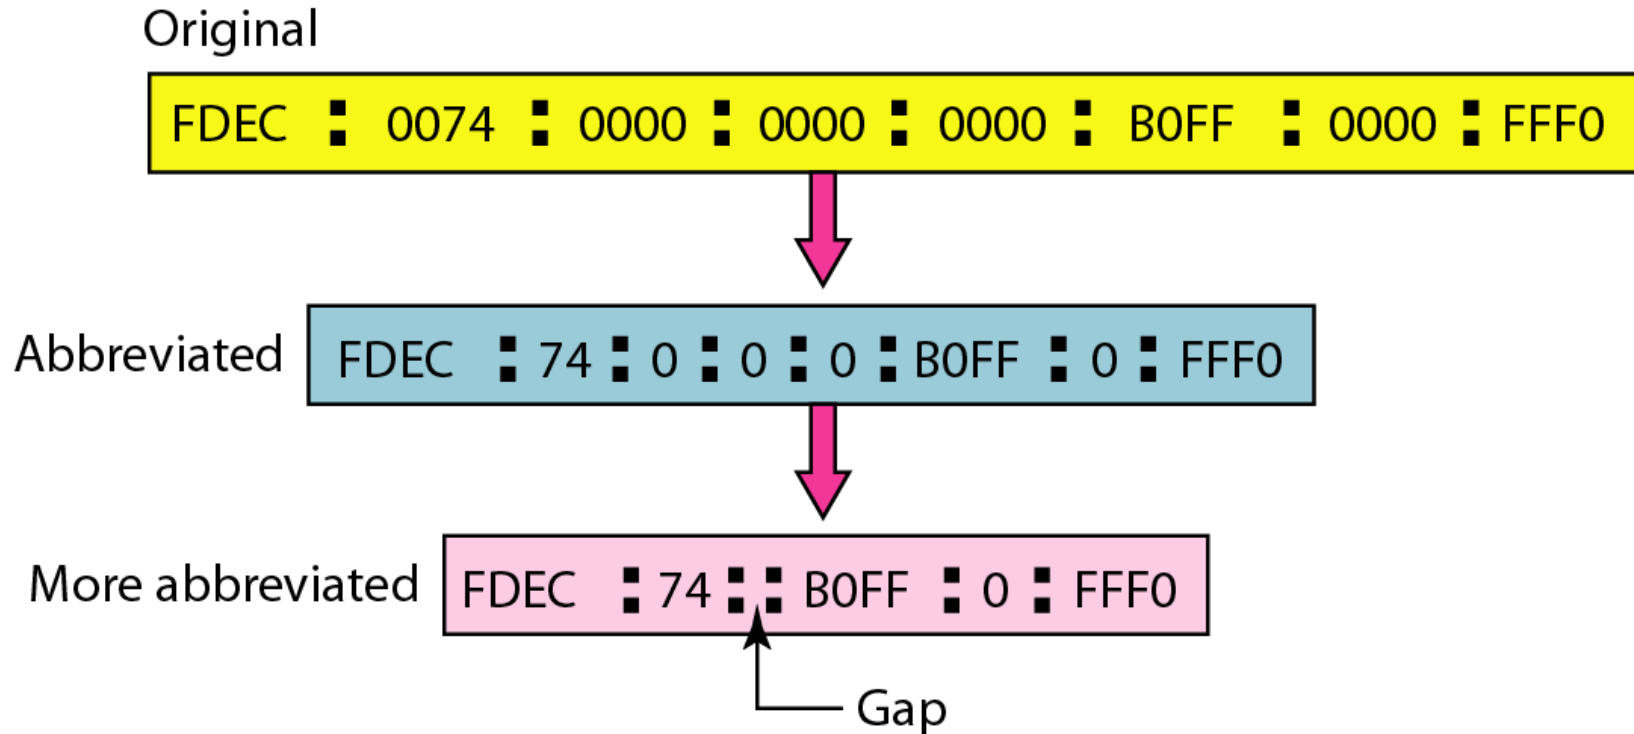 Original
FDEC : 0074 : 0000 : 0000 : 0000 : B0FF : 0000 : FFF0
Abbreviated FDEC : 74 : 0 : 0 : 0 : B0FF : 0 : FFF0
More abbreviated FDEC : 74 : : B0FF : 0 : FFF0
Gap